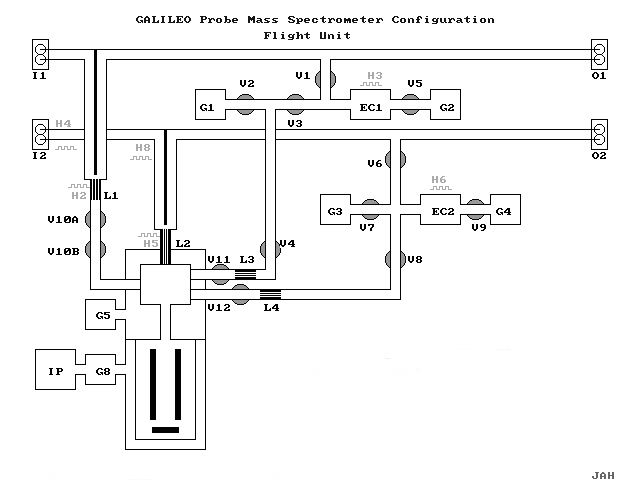 GALILEO Probe Mass Spectrometer Configuration
Flight Unit
I1 V1 H3 O1
V2 V5
G1 EC1 G2
V3
H4
H8
I2 O2
V6
H6
H2 L1
G3 EC2 G4
V10A V7 V9
H5 L2 V4
V10B
V11 L3 V8
V12 L4
G5
IP G8
JAH